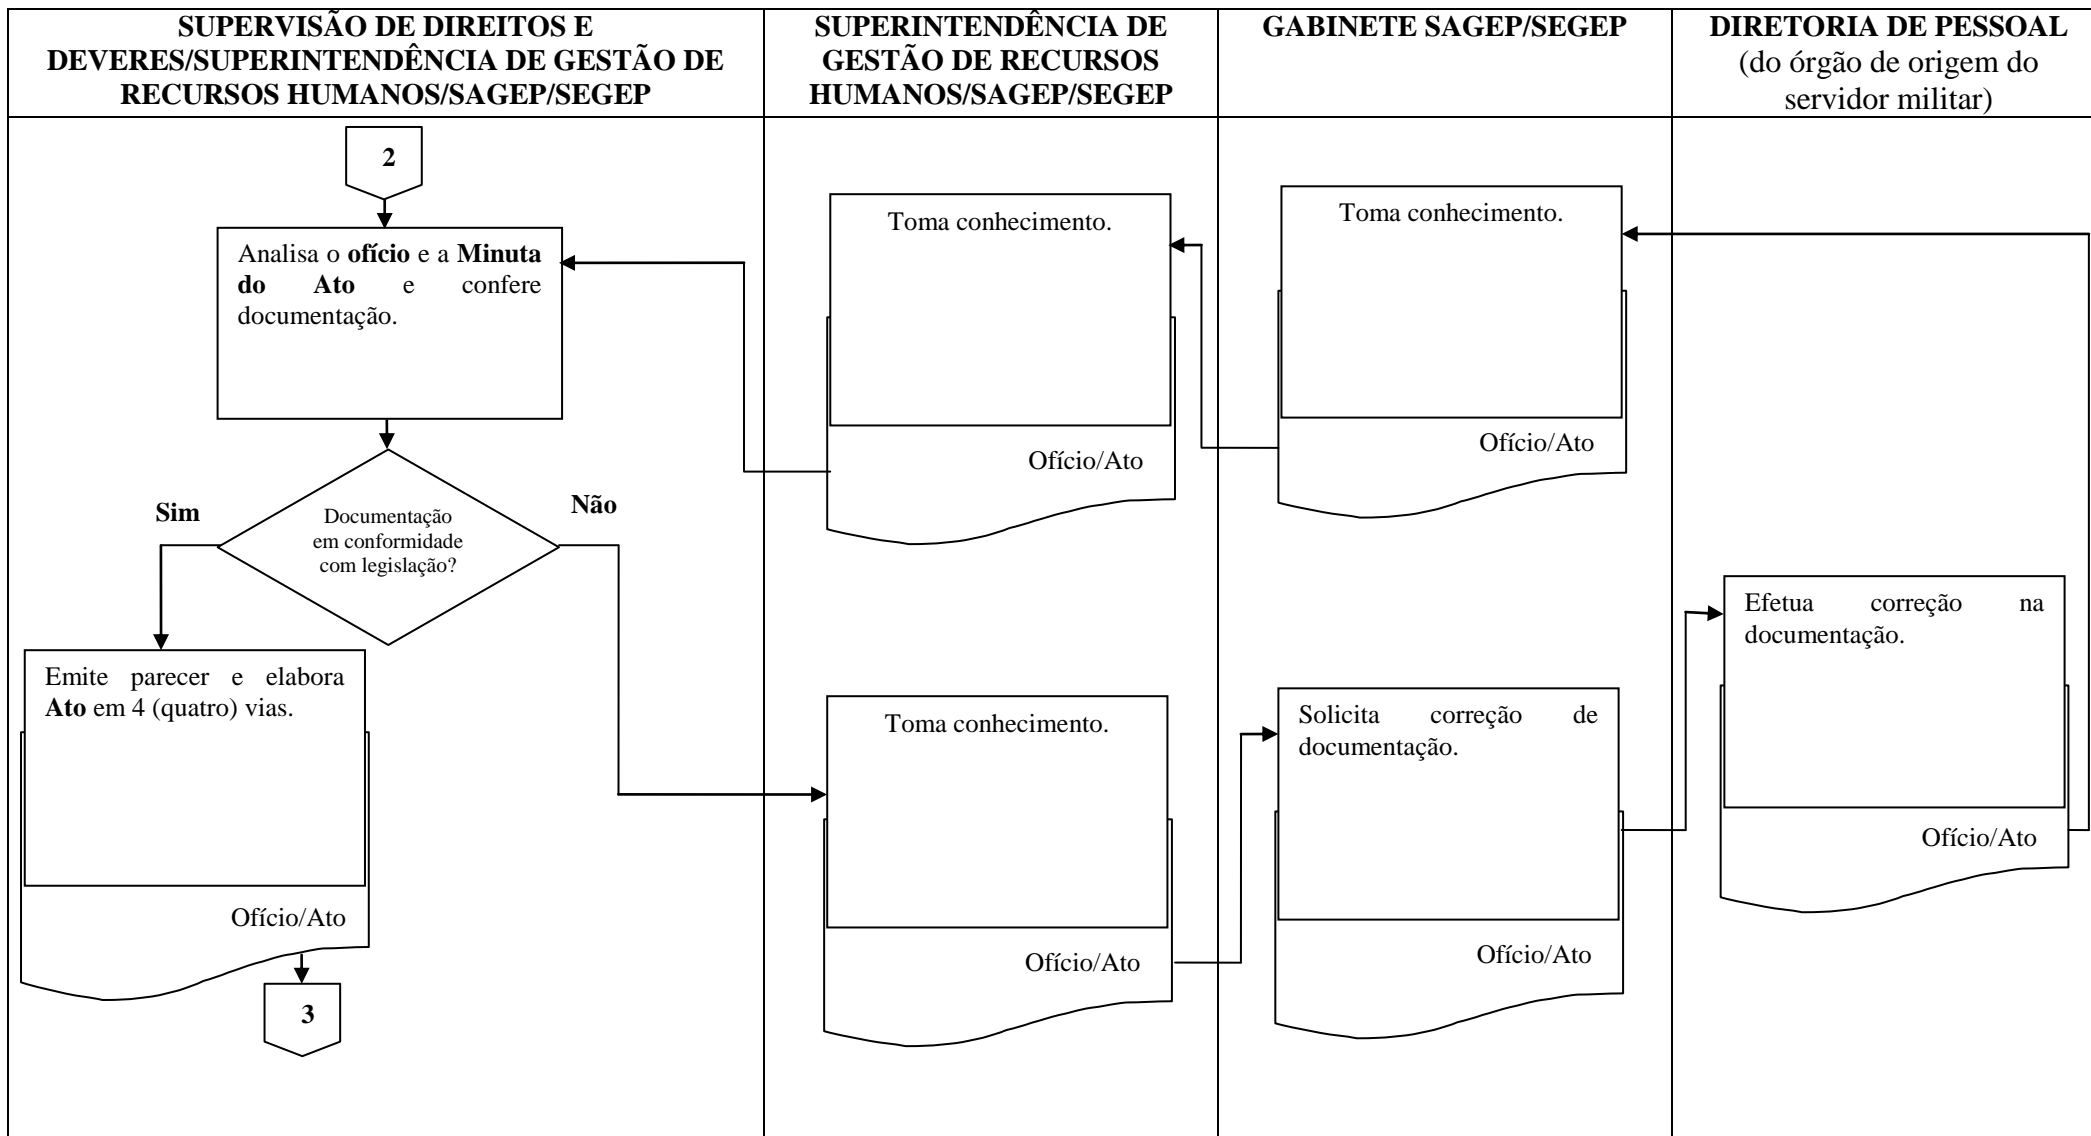 SUPERVISÃO DE DIREITOS E
DEVERES/SUPERINTENDÊNCIA DE GESTÃO DE
RECURSOS HUMANOS/SAGEP/SEGEP
SUPERINTENDÊNCIA DE
GESTÃO DE RECURSOS
HUMANOS/SAGEP/SEGEP
GABINETE SAGEP/SEGEP
DIRETORIA DE PESSOAL
(do órgão de origem do
servidor militar)
2
Analisa o ofício e a Minuta
do Ato e confere
documentação.
Toma conhecimento.
Ofício/Ato
Toma conhecimento.
Ofício/Ato
Sim
Documentação
em conformidade
com legislação?
Não
Emite parecer e elabora
Ato em 4 (quatro) vias.
Ofício/Ato
3
Toma conhecimento.
Ofício/Ato
Solicita correção de
documentação.
Ofício/Ato
Efetua correção na
documentação.
Ofício/Ato